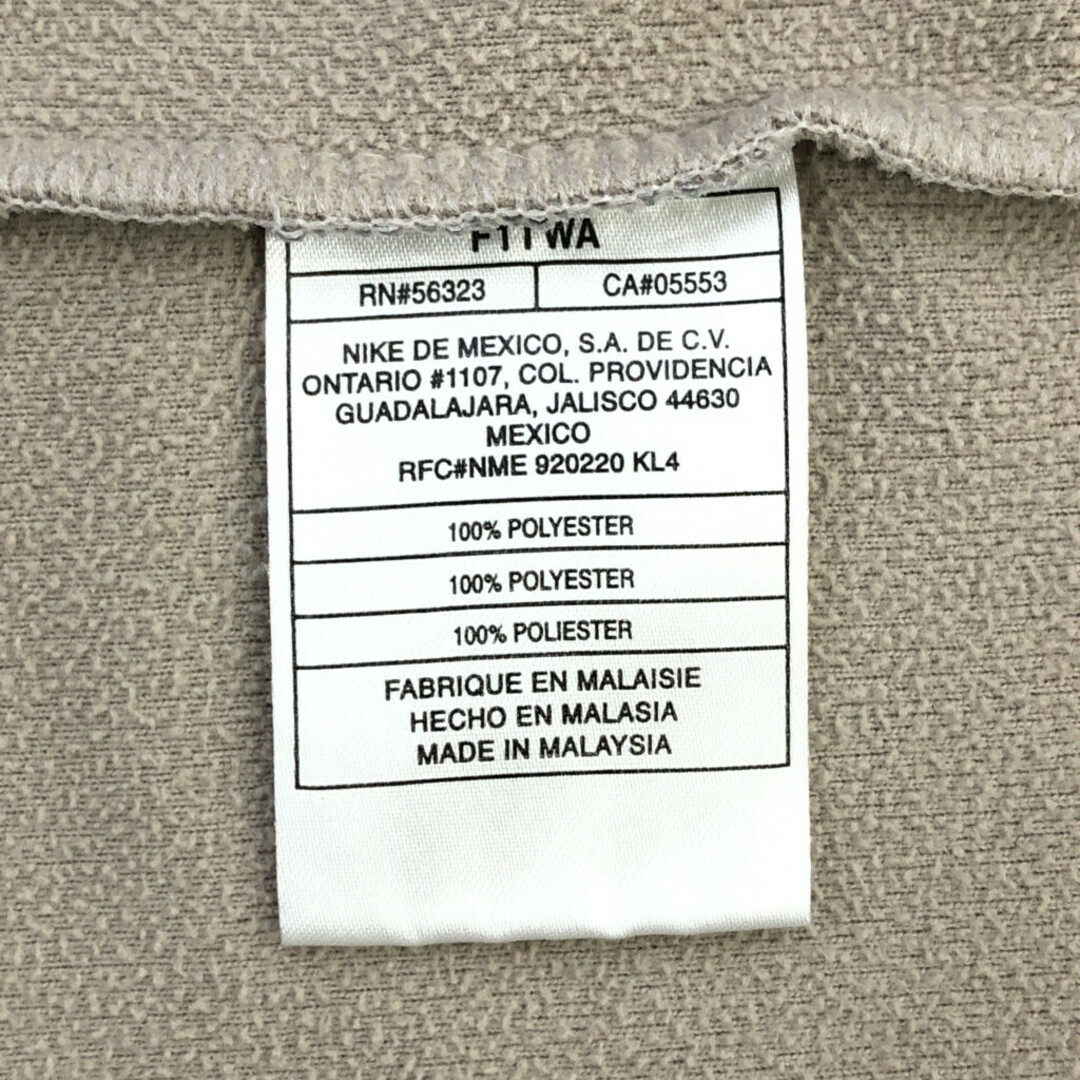 WA
RN#56323 CA#05553
NIKE DE MEXICO, S.A. DE C.V.
ONTARIO #1107, COL. PROVIDENCIA
GUADALAJARA, JALISCO 44630
MEXICO
RFC#NME 920220 KL4
100% POLYESTER
100% POLYESTER
100% POLIESTER
FABRIQUE EN MALAISIE
HECHO EN MALASIA
MADE IN MALAYSIA